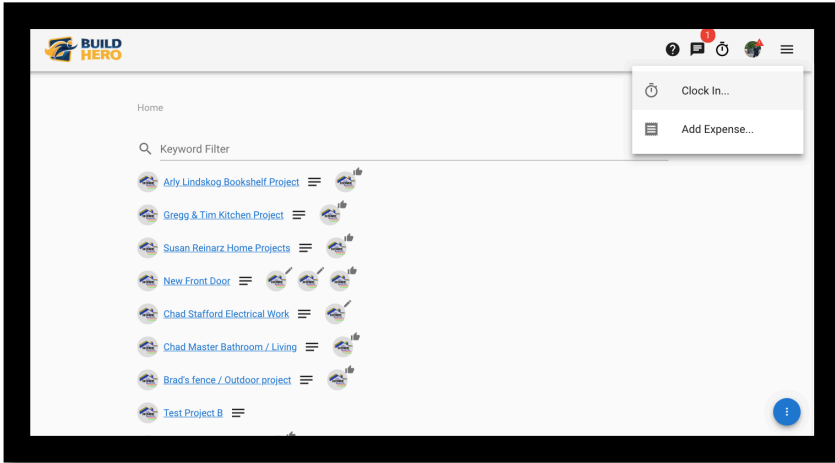 BUILD
HERO
1
Clock In...
Add Expense...
Home
Keyword Filter
Arly Lindskog Bookshelf Project
Gregg & Tim Kitchen Project
Susan Reinarz Home Projects
New Front Door
Chad Stafford Electrical Work
Chad Master Bathroom / Living
Brad's fence / Outdoor project
Test Project B